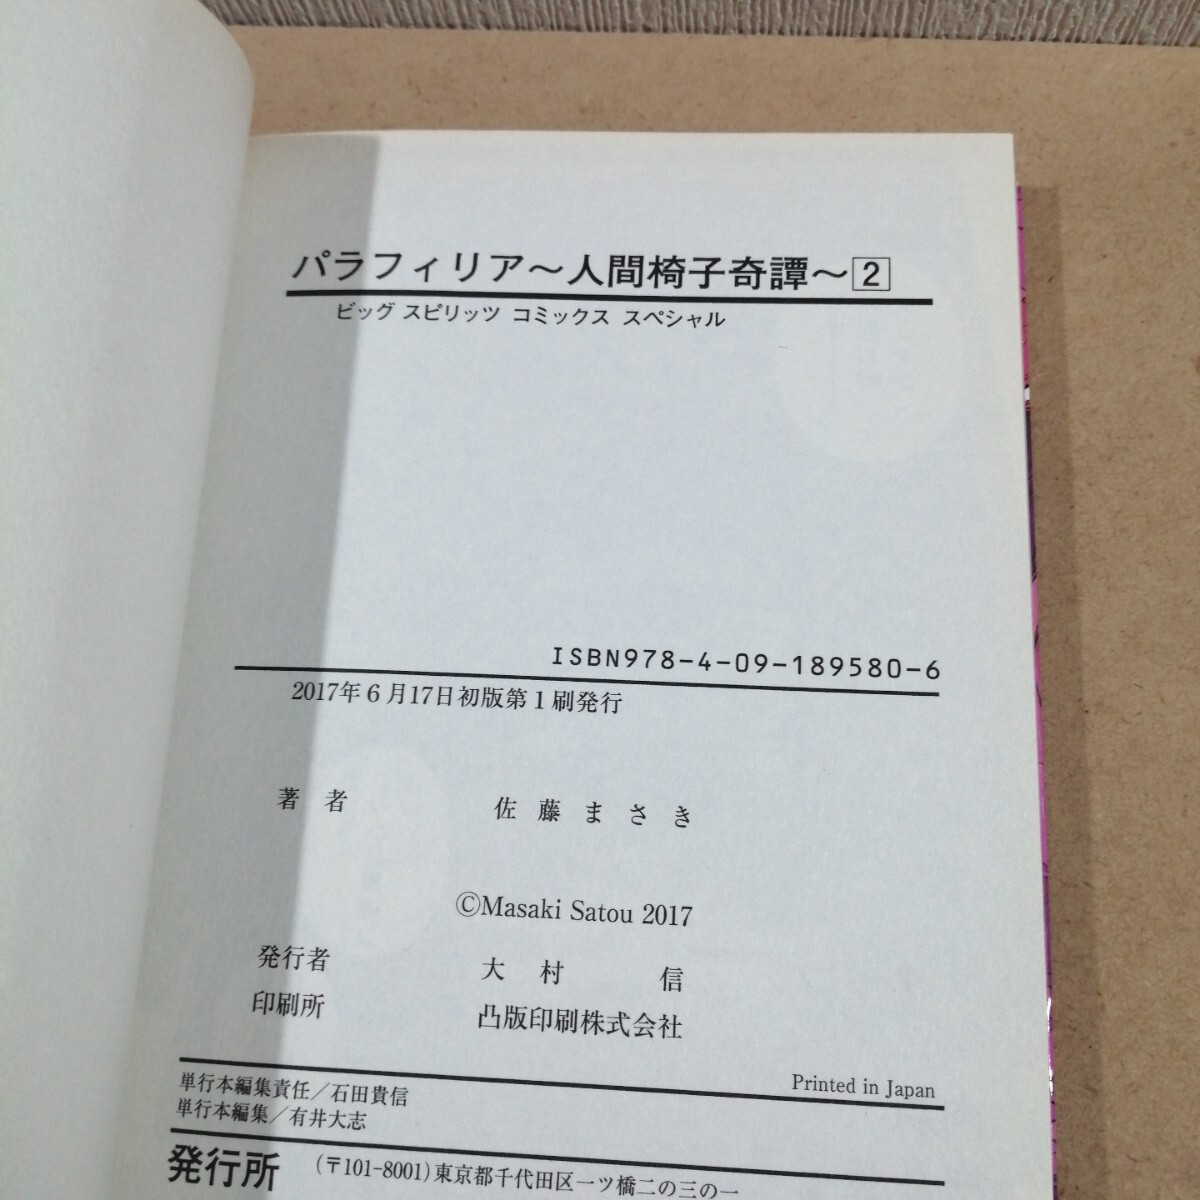 パラフィリア～人間椅子奇譚～2
ビッグ スピリッツ コミックス スペシャル
ISBN978-4-09-189580-6
2017年6月17日初版第1刷発行
著者 佐藤まさき
©Masaki Satou 2017
発行者 大村 信
印刷所 凸版印刷株式会社
Printed in Japan
単行本編集責任／石田貴信
単行本編集／有井大志
発行所 （〒101-8001）東京都千代田区一ツ橋二の三の一